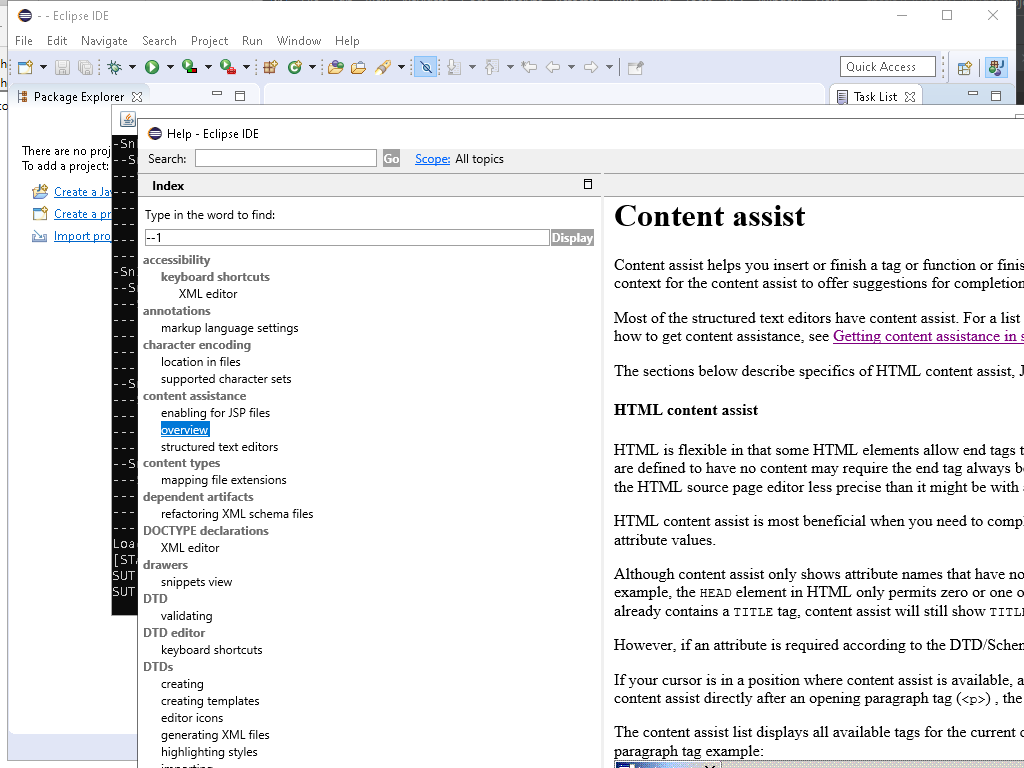 - - Eclipse IDE
File Edit Navigate Search Project Run Window Help
Quick Access
Package Explorer
Task List
There are no proj
To add a project:
Create a Ja
Create a pr
Import pro
Loa
[STA
SUT
SUT
Help - Eclipse IDE
Search:
Go
Scope: All topics
Index
Type in the word to find:
--1
Display
accessibility
keyboard shortcuts
XML editor
annotations
markup language settings
character encoding
location in files
supported character sets
content assistance
enabling for JSP files
overview
structured text editors
content types
mapping file extensions
dependent artifacts
refactoring XML schema files
DOCTYPE declarations
XML editor
drawers
snippets view
DTD
validating
DTD editor
keyboard shortcuts
DTDs
creating
creating templates
editor icons
generating XML files
highlighting styles
importing
Content assist
Content assist helps you insert or finish a tag or function or finis
context for the content assist to offer suggestions for completion
Most of the structured text editors have content assist. For a list
how to get content assistance, see Getting content assistance in s
The sections below describe specifics of HTML content assist, J
HTML content assist
HTML is flexible in that some HTML elements allow end tags t
are defined to have no content may require the end tag always be
the HTML source page editor less precise than it might be with
HTML content assist is most beneficial when you need to compl
attribute values.
Although content assist only shows attribute names that have no
example, the HEAD element in HTML only permits zero or one o
already contains a TITLE tag, content assist will still show TITLE
However, if an attribute is required according to the DTD/Schem
If your cursor is in a position where content assist is available, a
content assist directly after an opening paragraph tag (<p>) , the
The content assist list displays all available tags for the current c
paragraph tag example: